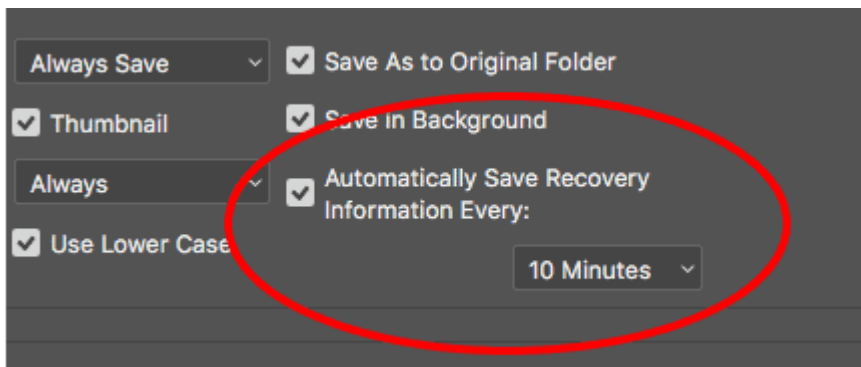 Always Save
Save As to Original Folder
Thumbnail
Save in Background
Always
Automatically Save Recovery
Information Every:
Use Lower Case
10 Minutes